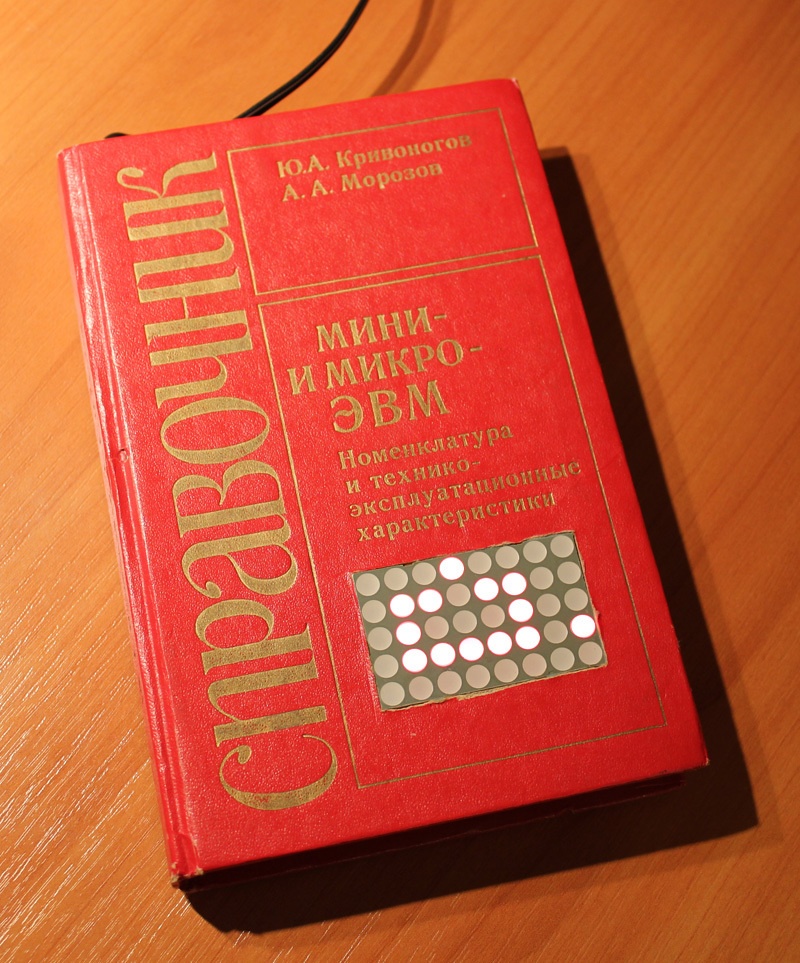 СПРАВОЧНИК
Ю.А. Кривоногов
А. А. Морозов
МИНИ-
И МИКРО-
ЭВМ
Номенклатура
и технико-
эксплуатационные
характеристики